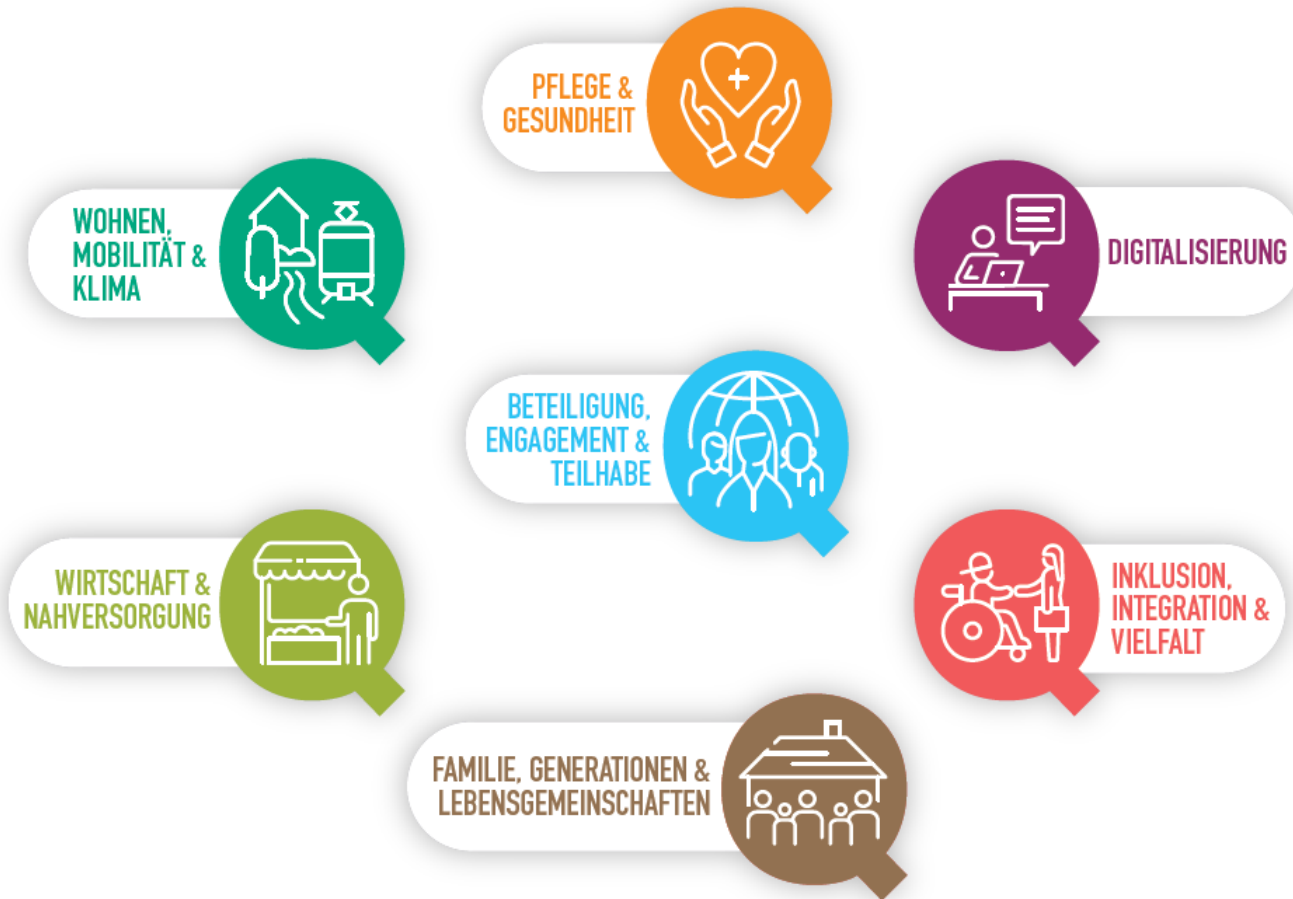 PFLEGE &
GESUNDHEIT
WOHNEN,
MOBILITÄT &
KLIMA
DIGITALISIERUNG
BETEILIGUNG,
ENGAGEMENT &
TEILHABE
WIRTSCHAFT &
NAHVERSORGUNG
INKLUSION,
INTEGRATION &
VIELFALT
FAMILIE, GENERATIONEN &
LEBENSGEMEINSCHAFTEN